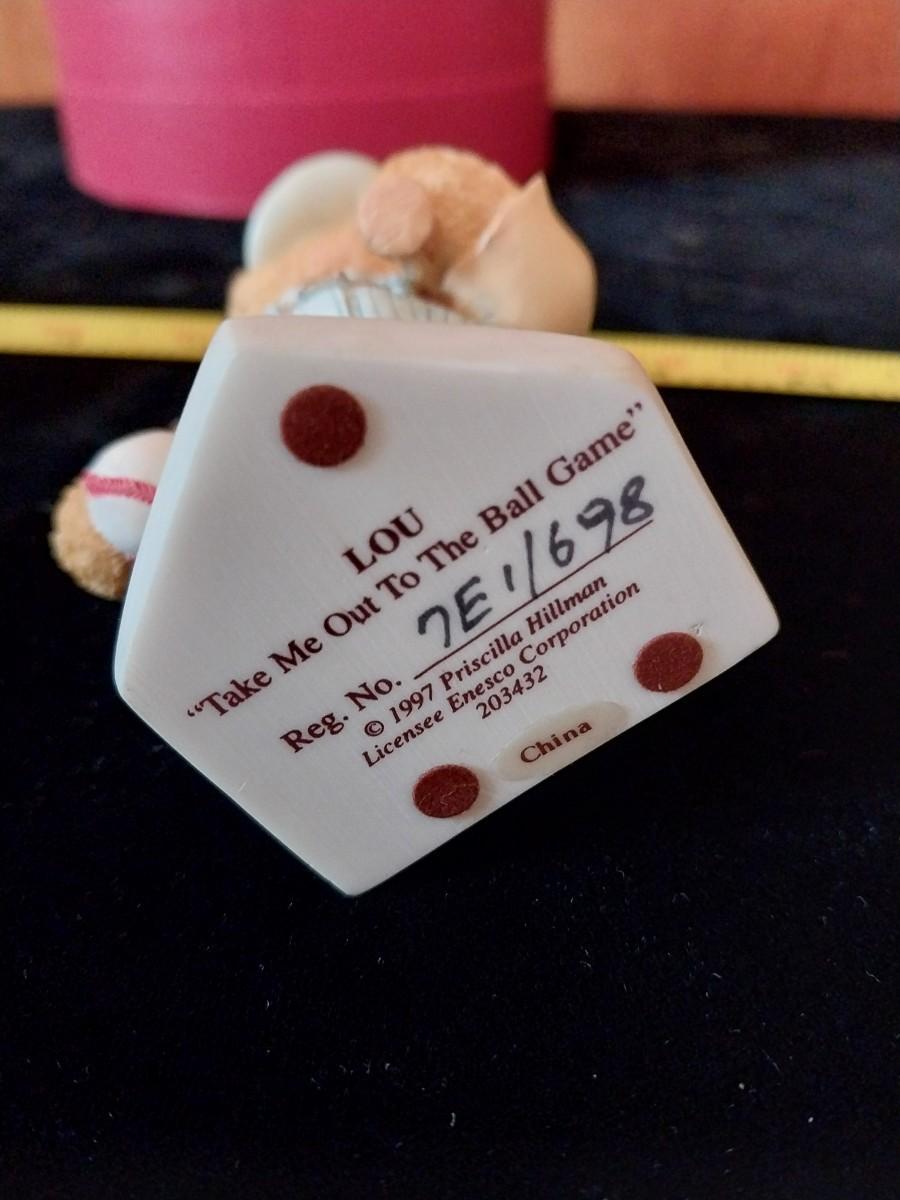 LOU
“Take Me Out To The Ball Game”
Reg. No. 7E1/698
© 1997 Priscilla Hillman
Licensee Enesco Corporation
203432
China